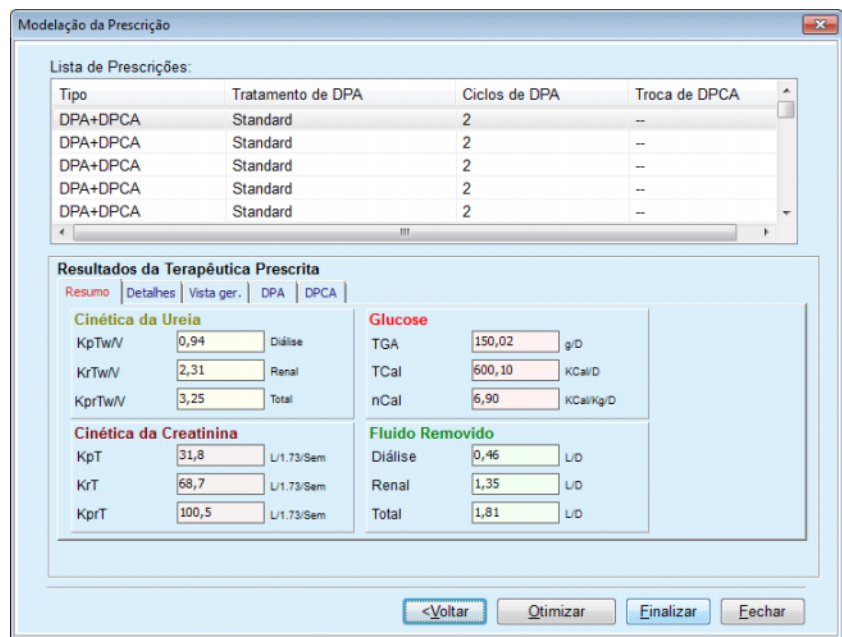 Modelação da Prescrição
Lista de Prescrições:
Tipo Tratamento de DPA Ciclos de DPA Troca de DPCA
DPA+DPCA Standard 2 --
DPA+DPCA Standard 2 --
DPA+DPCA Standard 2 --
DPA+DPCA Standard 2 --
DPA+DPCA Standard 2 --
Resultados da Terapêutica Prescrita
Resumo Detalhes Vista ger. DPA DPCA
Cinética da Ureia
KpTw/V 0,94 Diálise
KrTw/V 2,31 Renal
KprTw/V 3,25 Total
Glucose
TGA 150,02 g/D
TCal 600,10 KCal/D
nCal 6,90 KCal/Kg/D
Cinética da Creatinina
KpT 31,8 L/1.73/Sem
KrT 68,7 L/1.73/Sem
KprT 100,5 L/1.73/Sem
Fluido Removido
Diálise 0,46 L/D
Renal 1,35 L/D
Total 1,81 L/D
<Voltar Otimizar Finalizar Fechar